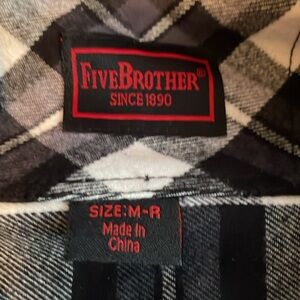 FIVEBROTHER®
SINCE 1890
SIZE:M-R
Made In
China